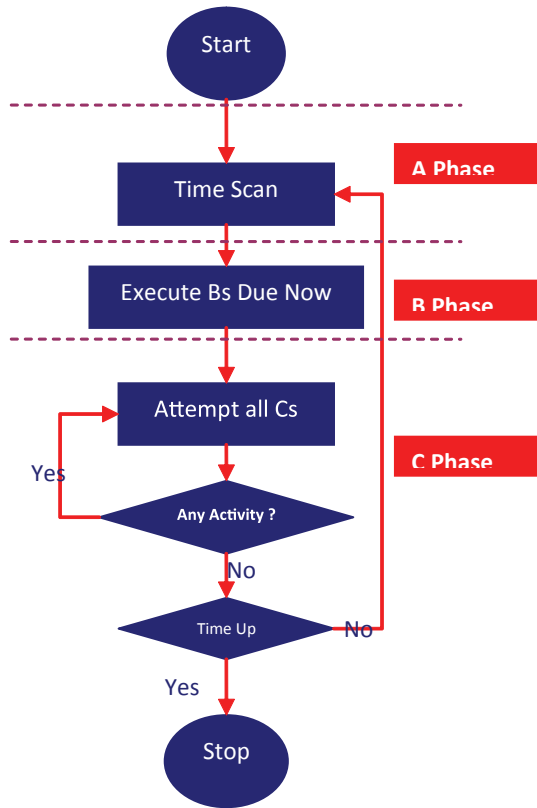 Start
A Phase
Time Scan
Execute Bs Due Now
B Phase
Attempt all Cs
C Phase
Yes
Any Activity ?
No
Time Up
No
Yes
Stop